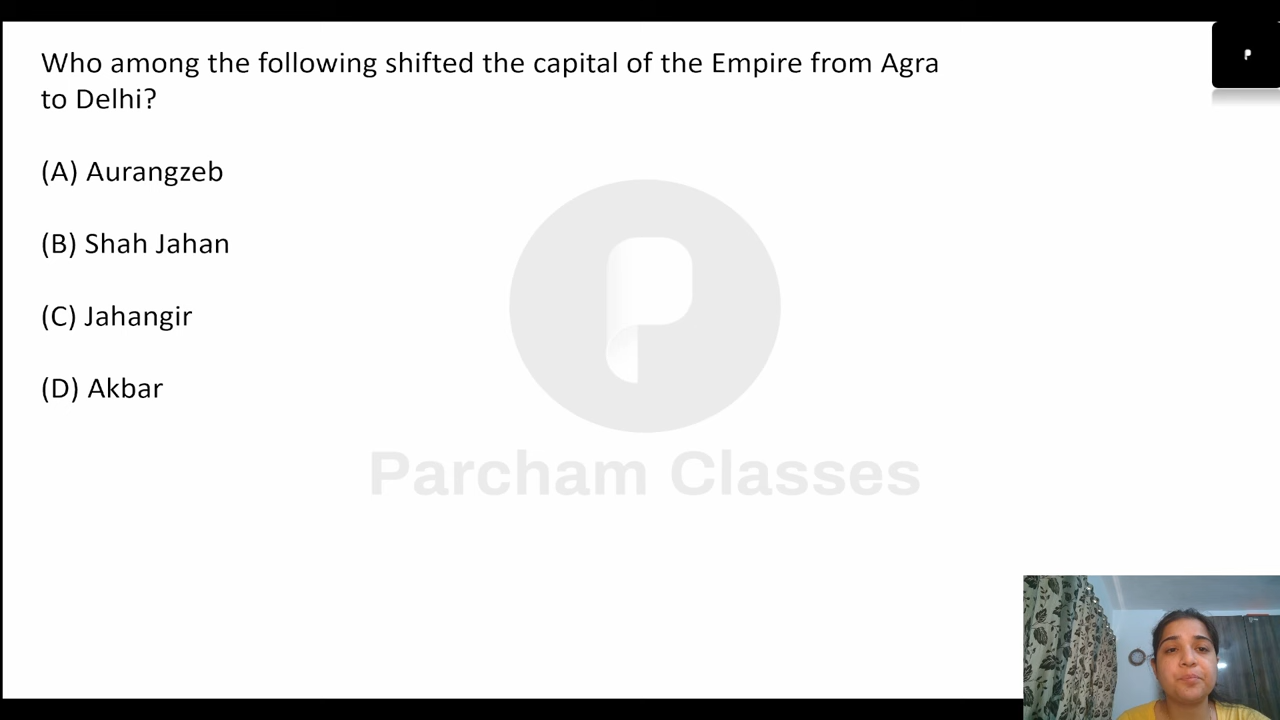 Who among the following shifted the capital of the Empire from Agra
to Delhi?
(A) Aurangzeb
(B) Shah Jahan
(C) Jahangir
(D) Akbar
Parcham Classes